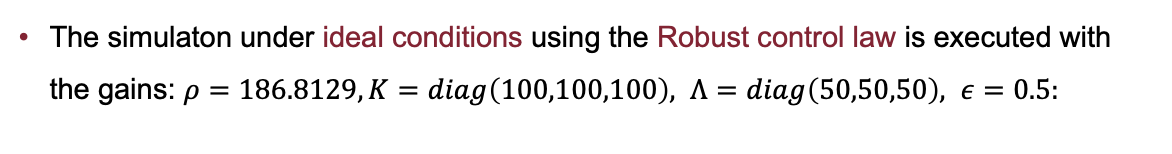 • The simulaton under ideal conditions using the Robust control law is executed with
the gains: 𝜌 = 186.8129, 𝐾 = 𝑑𝑖𝑎𝑔(100,100,100), Λ = 𝑑𝑖𝑎𝑔(50,50,50), 𝜖 = 0.5: